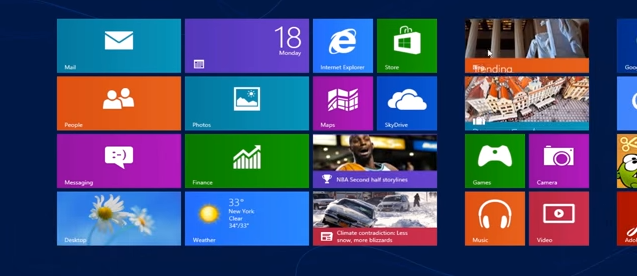 Mail
18
Monday
Internet Explorer
Store
People
Photos
Maps
SkyDrive
Trending
Messaging
Finance
NBA Second half storylines
Games
Camera
Desktop
33°
New York
Clear
34°/33°
Weather
Climate contradiction: Less
snow, more blizzards
Music
Video